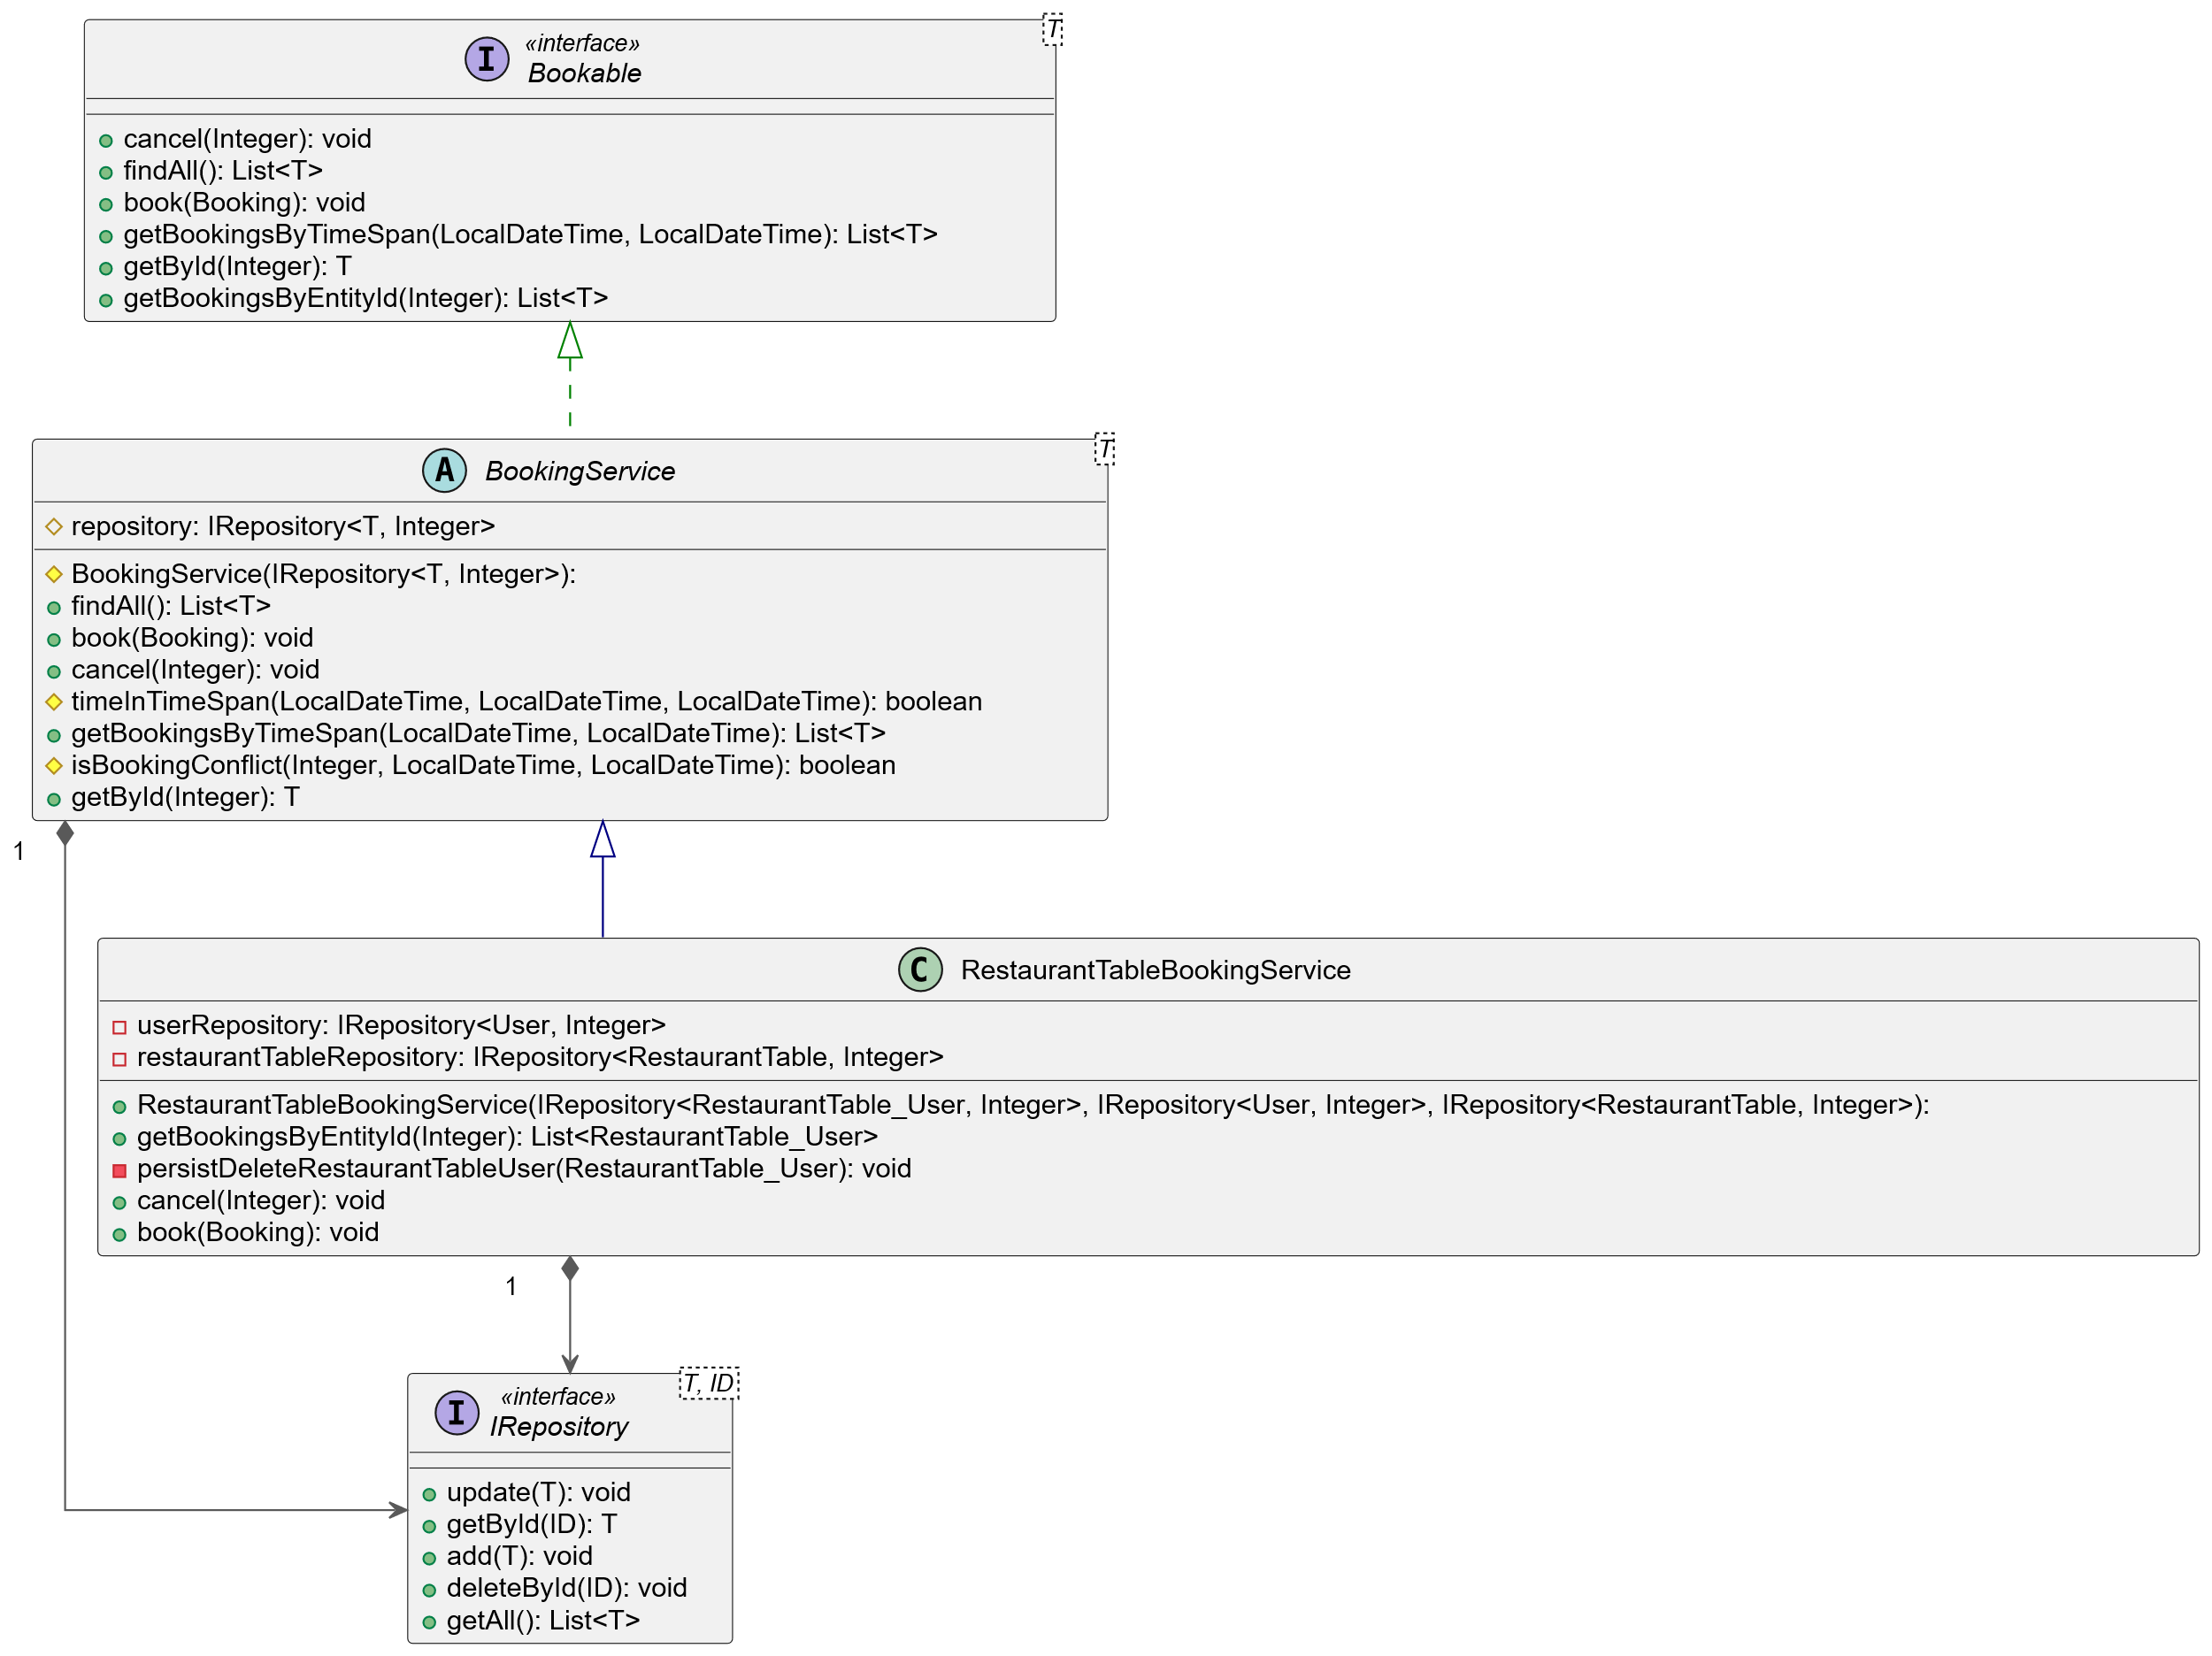 T
I
«interface»
Bookable
cancel(Integer): void
findAll(): List<T>
book(Booking): void
getBookingsByTimeSpan(LocalDateTime, LocalDateTime): List<T>
getById(Integer): T
getBookingsByEntityId(Integer): List<T>
T
A
BookingService
repository: IRepository<T, Integer>
BookingService(IRepository<T, Integer>):
findAll(): List<T>
book(Booking): void
cancel(Integer): void
timeInTimeSpan(LocalDateTime, LocalDateTime, LocalDateTime): boolean
getBookingsByTimeSpan(LocalDateTime, LocalDateTime): List<T>
isBookingConflict(Integer, LocalDateTime, LocalDateTime): boolean
getById(Integer): T
1
C RestaurantTableBookingService
userRepository: IRepository<User, Integer>
restaurantTableRepository: IRepository<RestaurantTable, Integer>
RestaurantTableBookingService(IRepository<RestaurantTable_User, Integer>, IRepository<User, Integer>, IRepository<RestaurantTable, Integer>):
getBookingsByEntityId(Integer): List<RestaurantTable_User>
persistDeleteRestaurantTableUser(RestaurantTable_User): void
cancel(Integer): void
book(Booking): void
1
T, ID
I
«interface»
IRepository
update(T): void
getById(ID): T
add(T): void
deleteById(ID): void
getAll(): List<T>